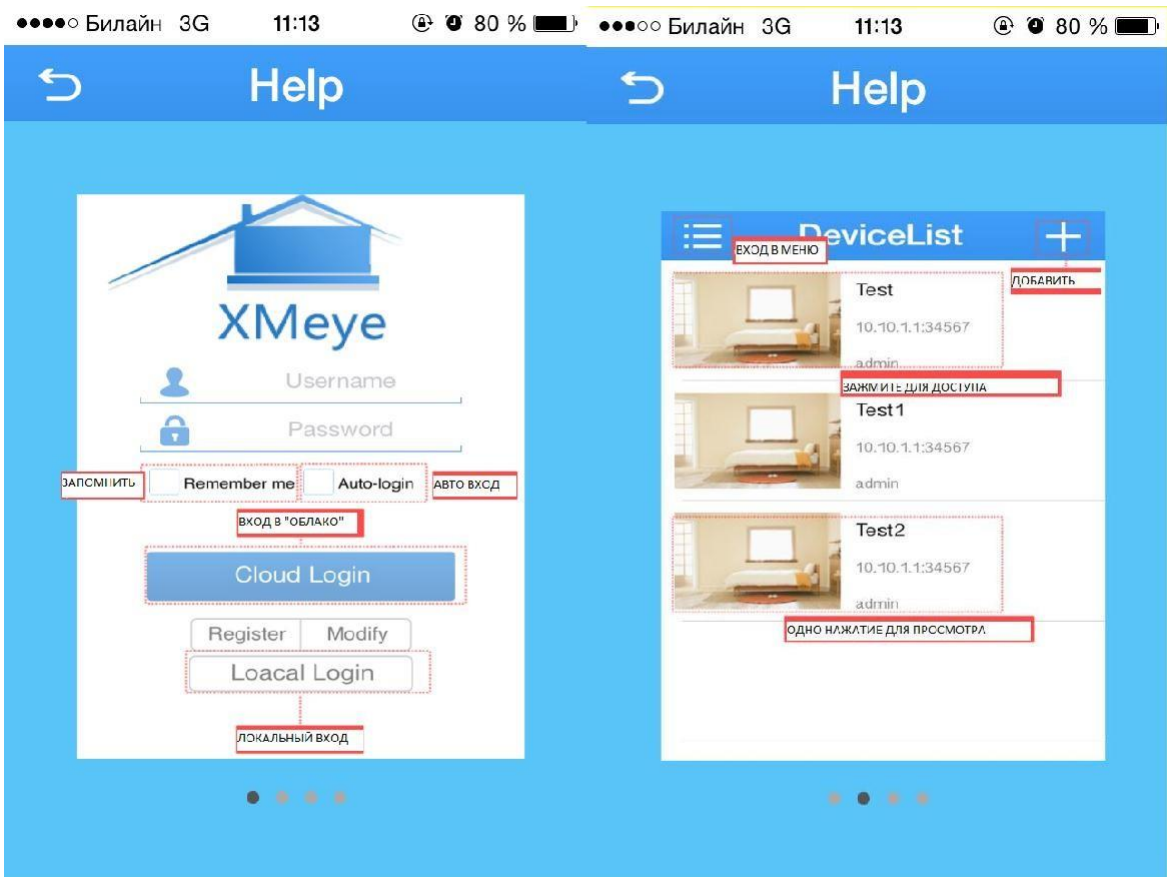 Билайн 3G 11:13 80 %
Help
XMeye
Username
Password
ЗАПОМНИТЬ Remember me Auto-login АВТО ВХОД
ВХОД В "ОБЛАКО"
Cloud Login
Register Modify
Loacal Login
ЛОКАЛЬНЫЙ ВХОД
Билайн 3G 11:13 80 %
Help
DeviceList
ВХОД В МЕНЮ
ДОБАВИТЬ
Test
10.10.1.1:34567
admin
ЗАЖМИТЕ ДЛЯ ДОСТУПА
Test1
10.10.1.1:34567
admin
Test2
10.10.1.1:34567
admin
ОДНО НАЖАТИЕ ДЛЯ ПРОСМОТРА